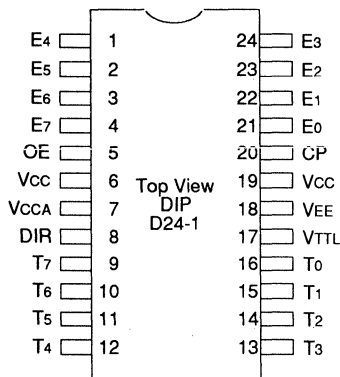 E4 1 24 E3
E5 2 23 E2
E6 3 22 E1
E7 4 21 E0
OE 5 20 CP
VCC 6 19 VCC
Top View
VCCA 7 DIP 18 VEE
D24-1
DIR 8 17 VTTL
T7 9 16 T0
T6 10 15 T1
T5 11 14 T2
T4 12 13 T3